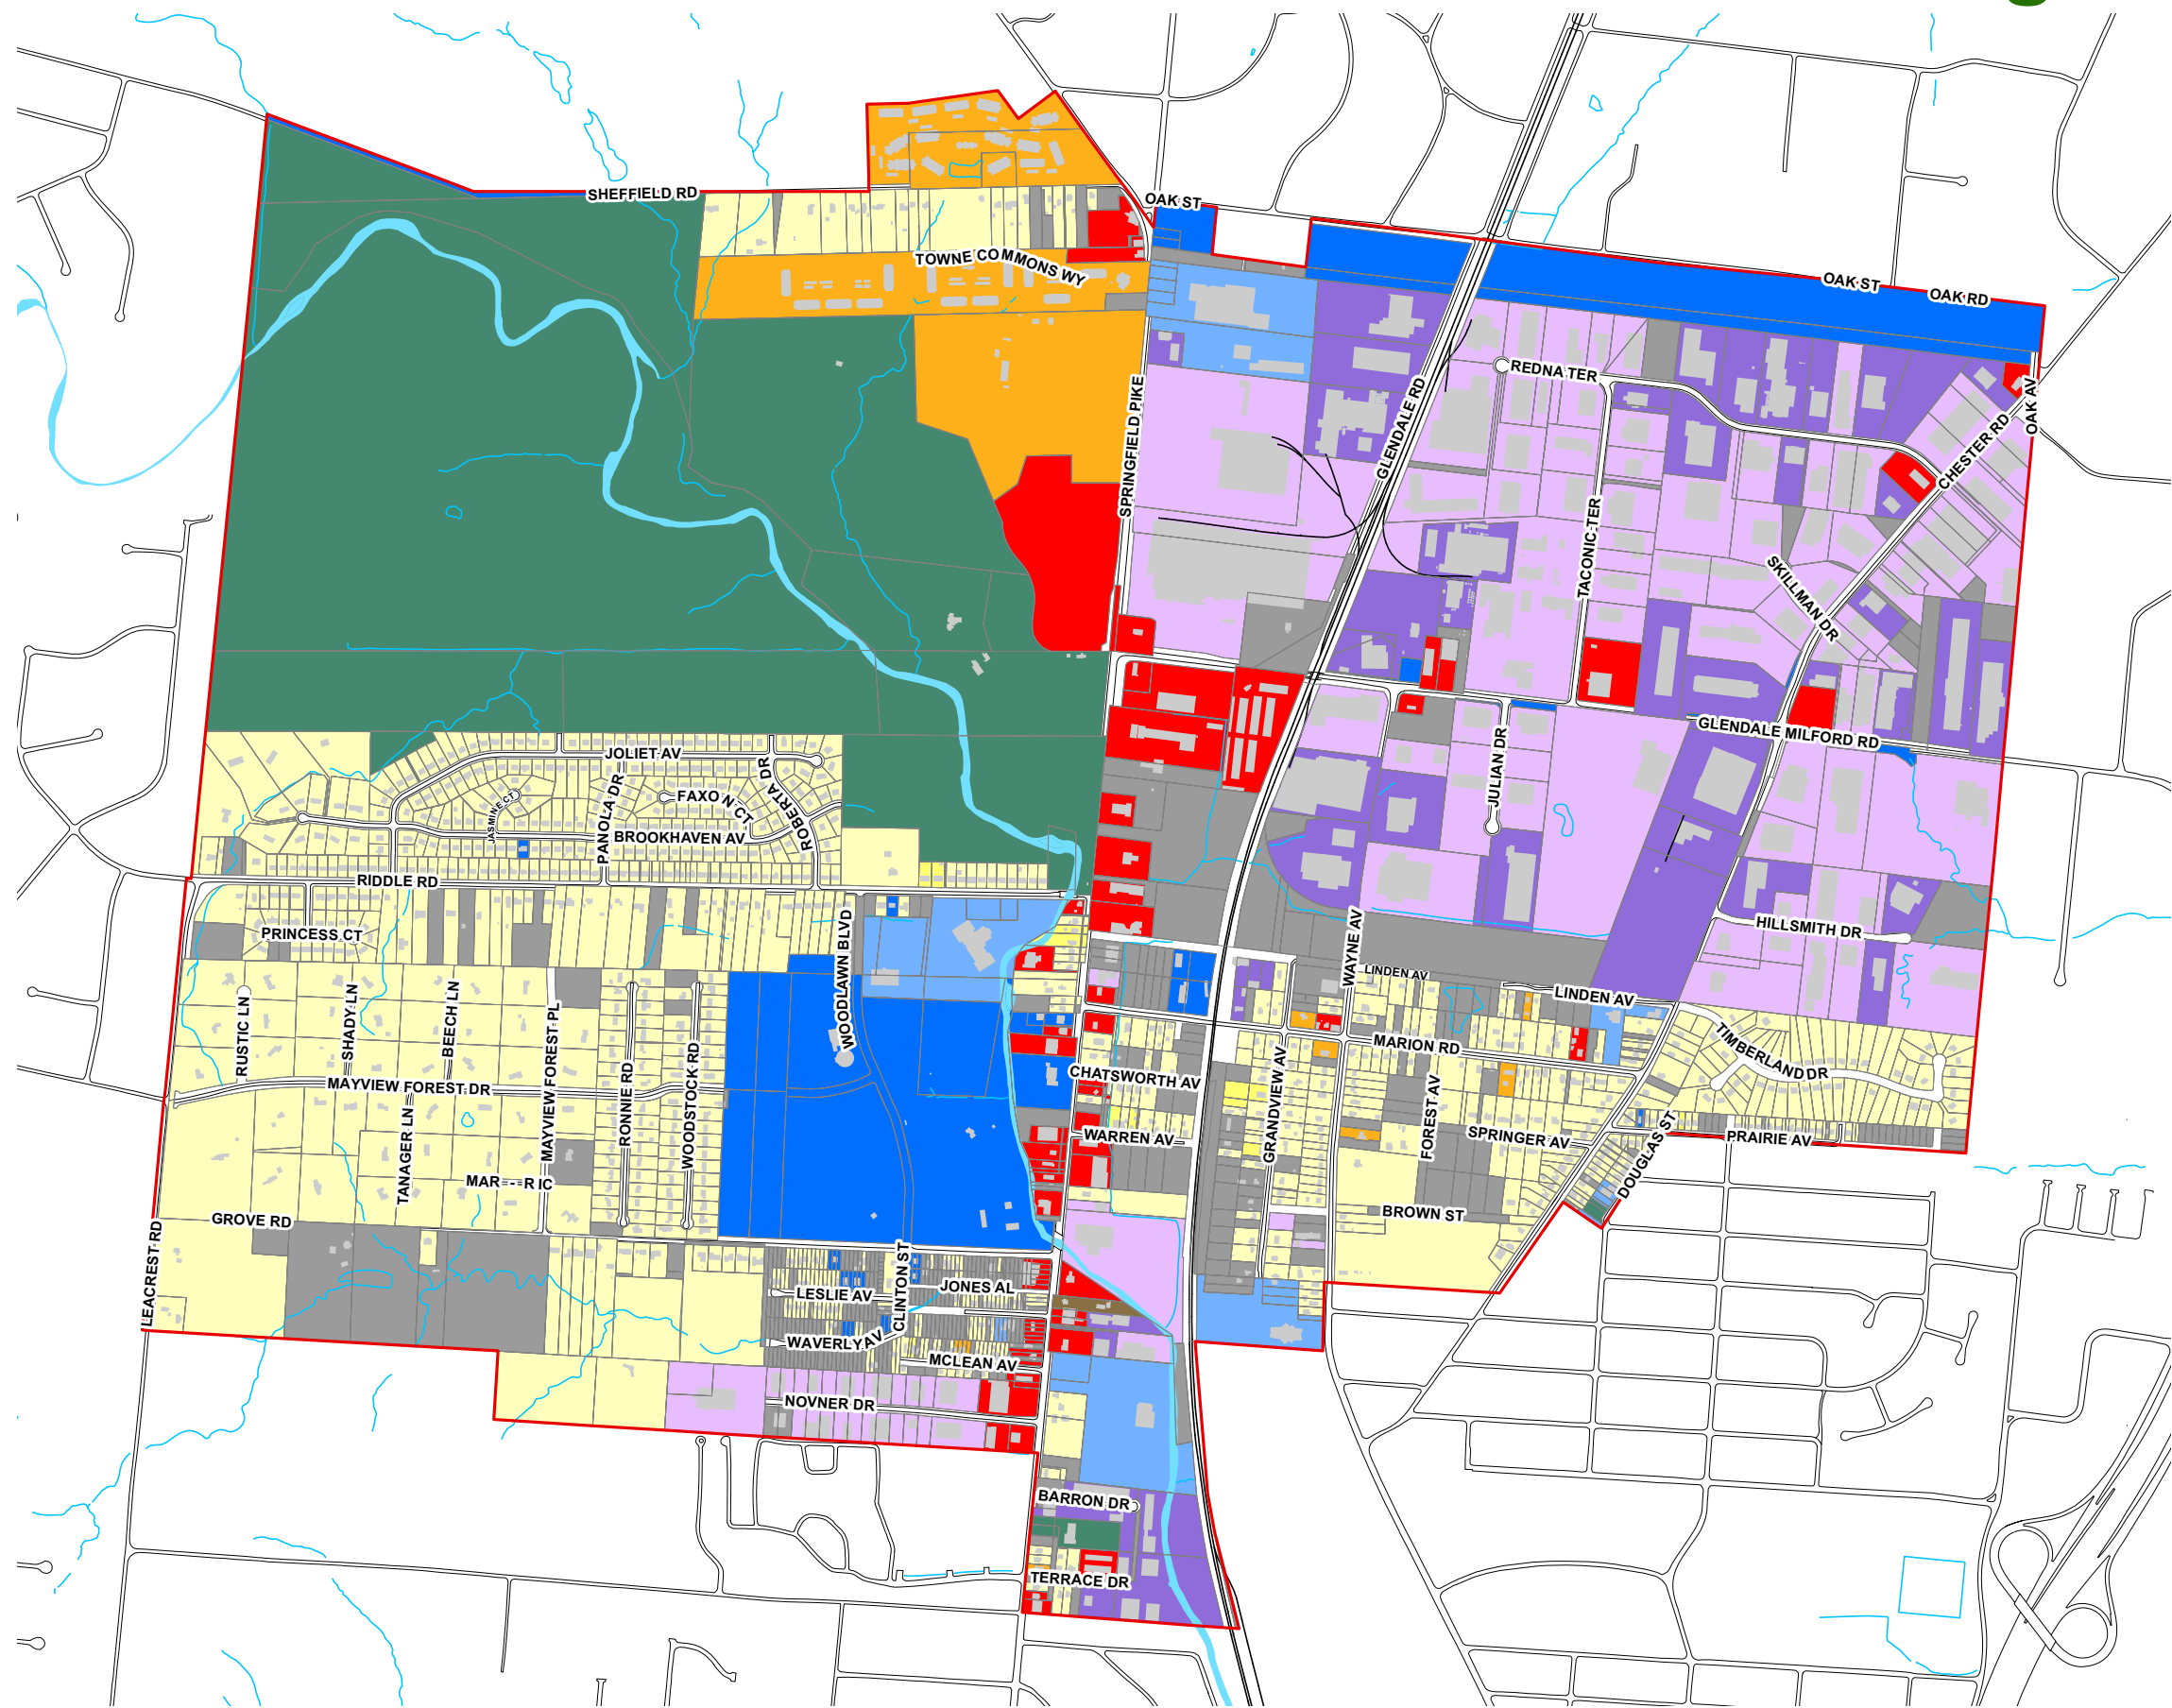 SHEFFIELD RD
OAK ST
TOWNE COMMONS WY
OAK ST
OAK RD
REDNA TER
SPRINGFIELD PIKE
GLENDALE RD
OAK AV
CHESTER RD
TACONIC TER
SKILLMAN DR
GLENDALE MILFORD RD
JOLIET AV
JULIAN DR
PANOLA DR
ROBERTA DR
FAXON CT
JASMINE CT
BROOKHAVEN AV
RIDDLE RD
PRINCESS CT
WOODLAWN BLVD
WAYNE AV
HILLSMITH DR
LINDEN AV
LINDEN AV
RUSTIC LN
SHADY LN
BEECH LN
MAYVIEW FOREST PL
MARION RD
TIMBERLAND DR
RONNIE RD
WOODSTOCK RD
CHATSWORTH AV
MAYVIEW FOREST DR
GRANDVIEW AV
FOREST AV
TANAGER LN
WARREN AV
SPRINGER AV
PRAIRIE AV
DOUGLAS ST
MAR--RIC
GROVE RD
BROWN ST
LEACREST RD
CLINTON ST
JONES AL
LESLIE AV
WAVERLY AV
MCLEAN AV
NOVNER DR
BARRON DR
TERRACE DR